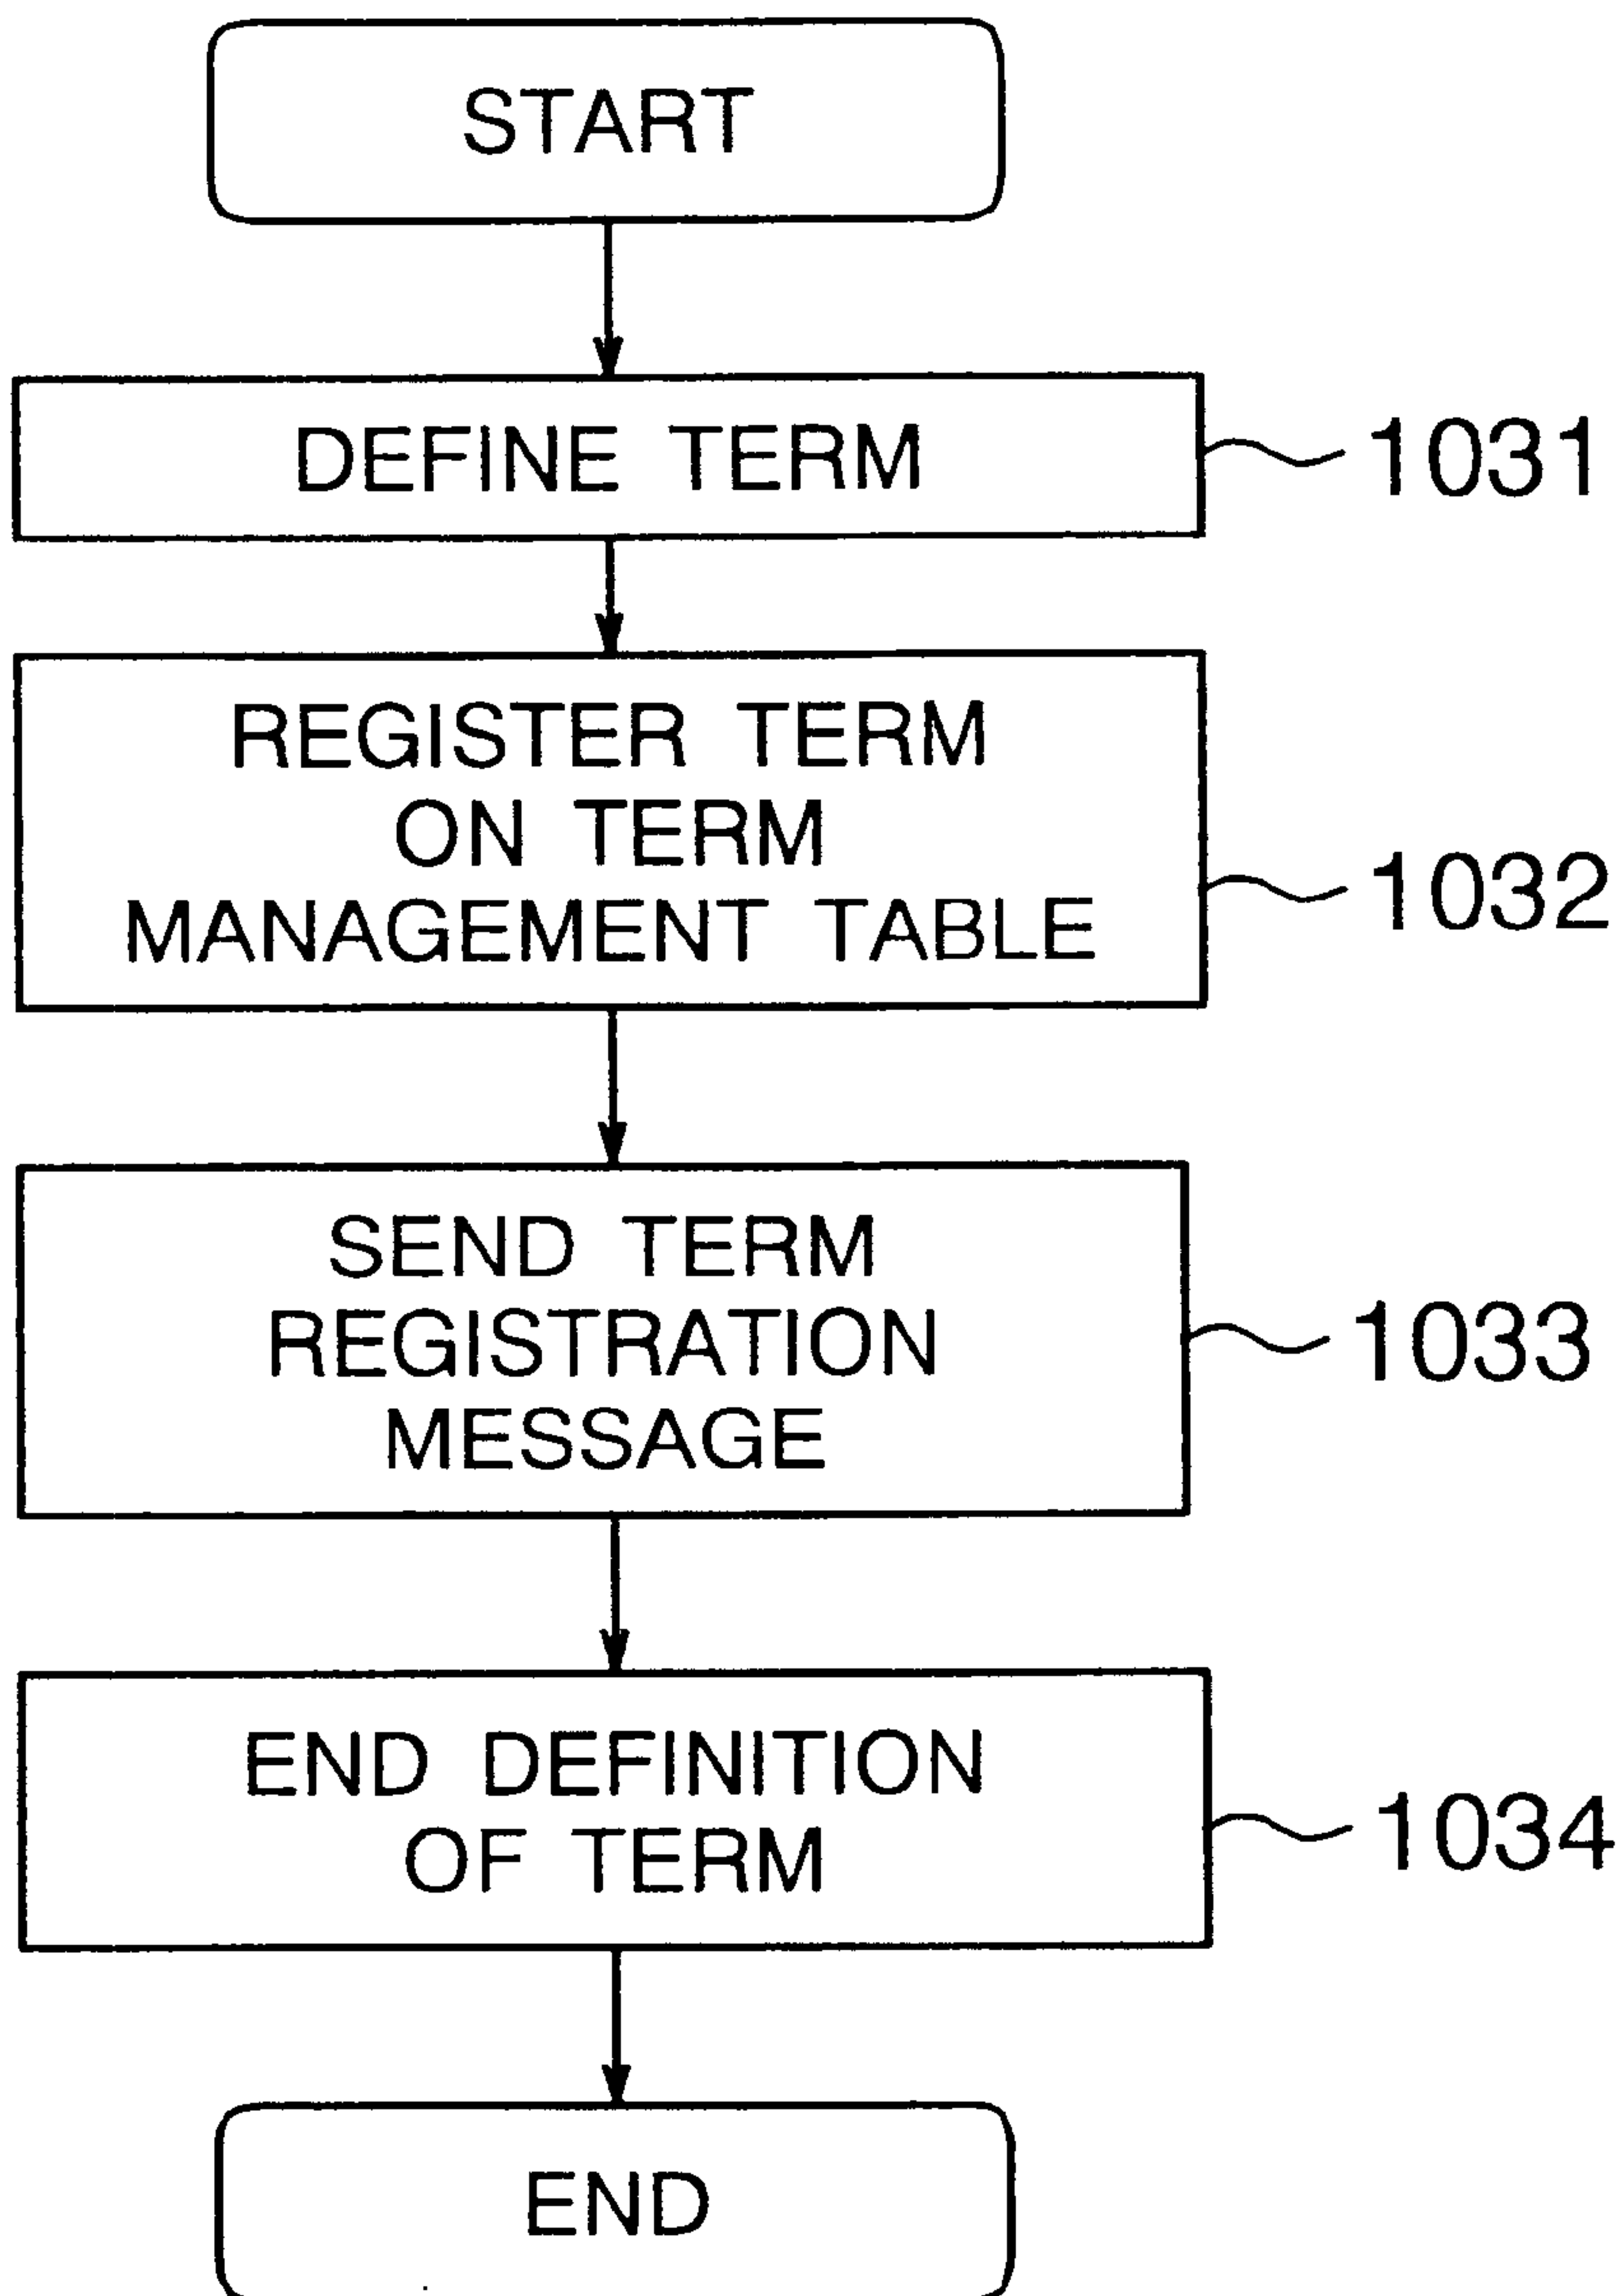 START
DEFINE TERM
1031
REGISTER TERM
ON TERM
MANAGEMENT TABLE
1032
SEND TERM
REGISTRATION
MESSAGE
1033
END DEFINITION
OF TERM
1034
END